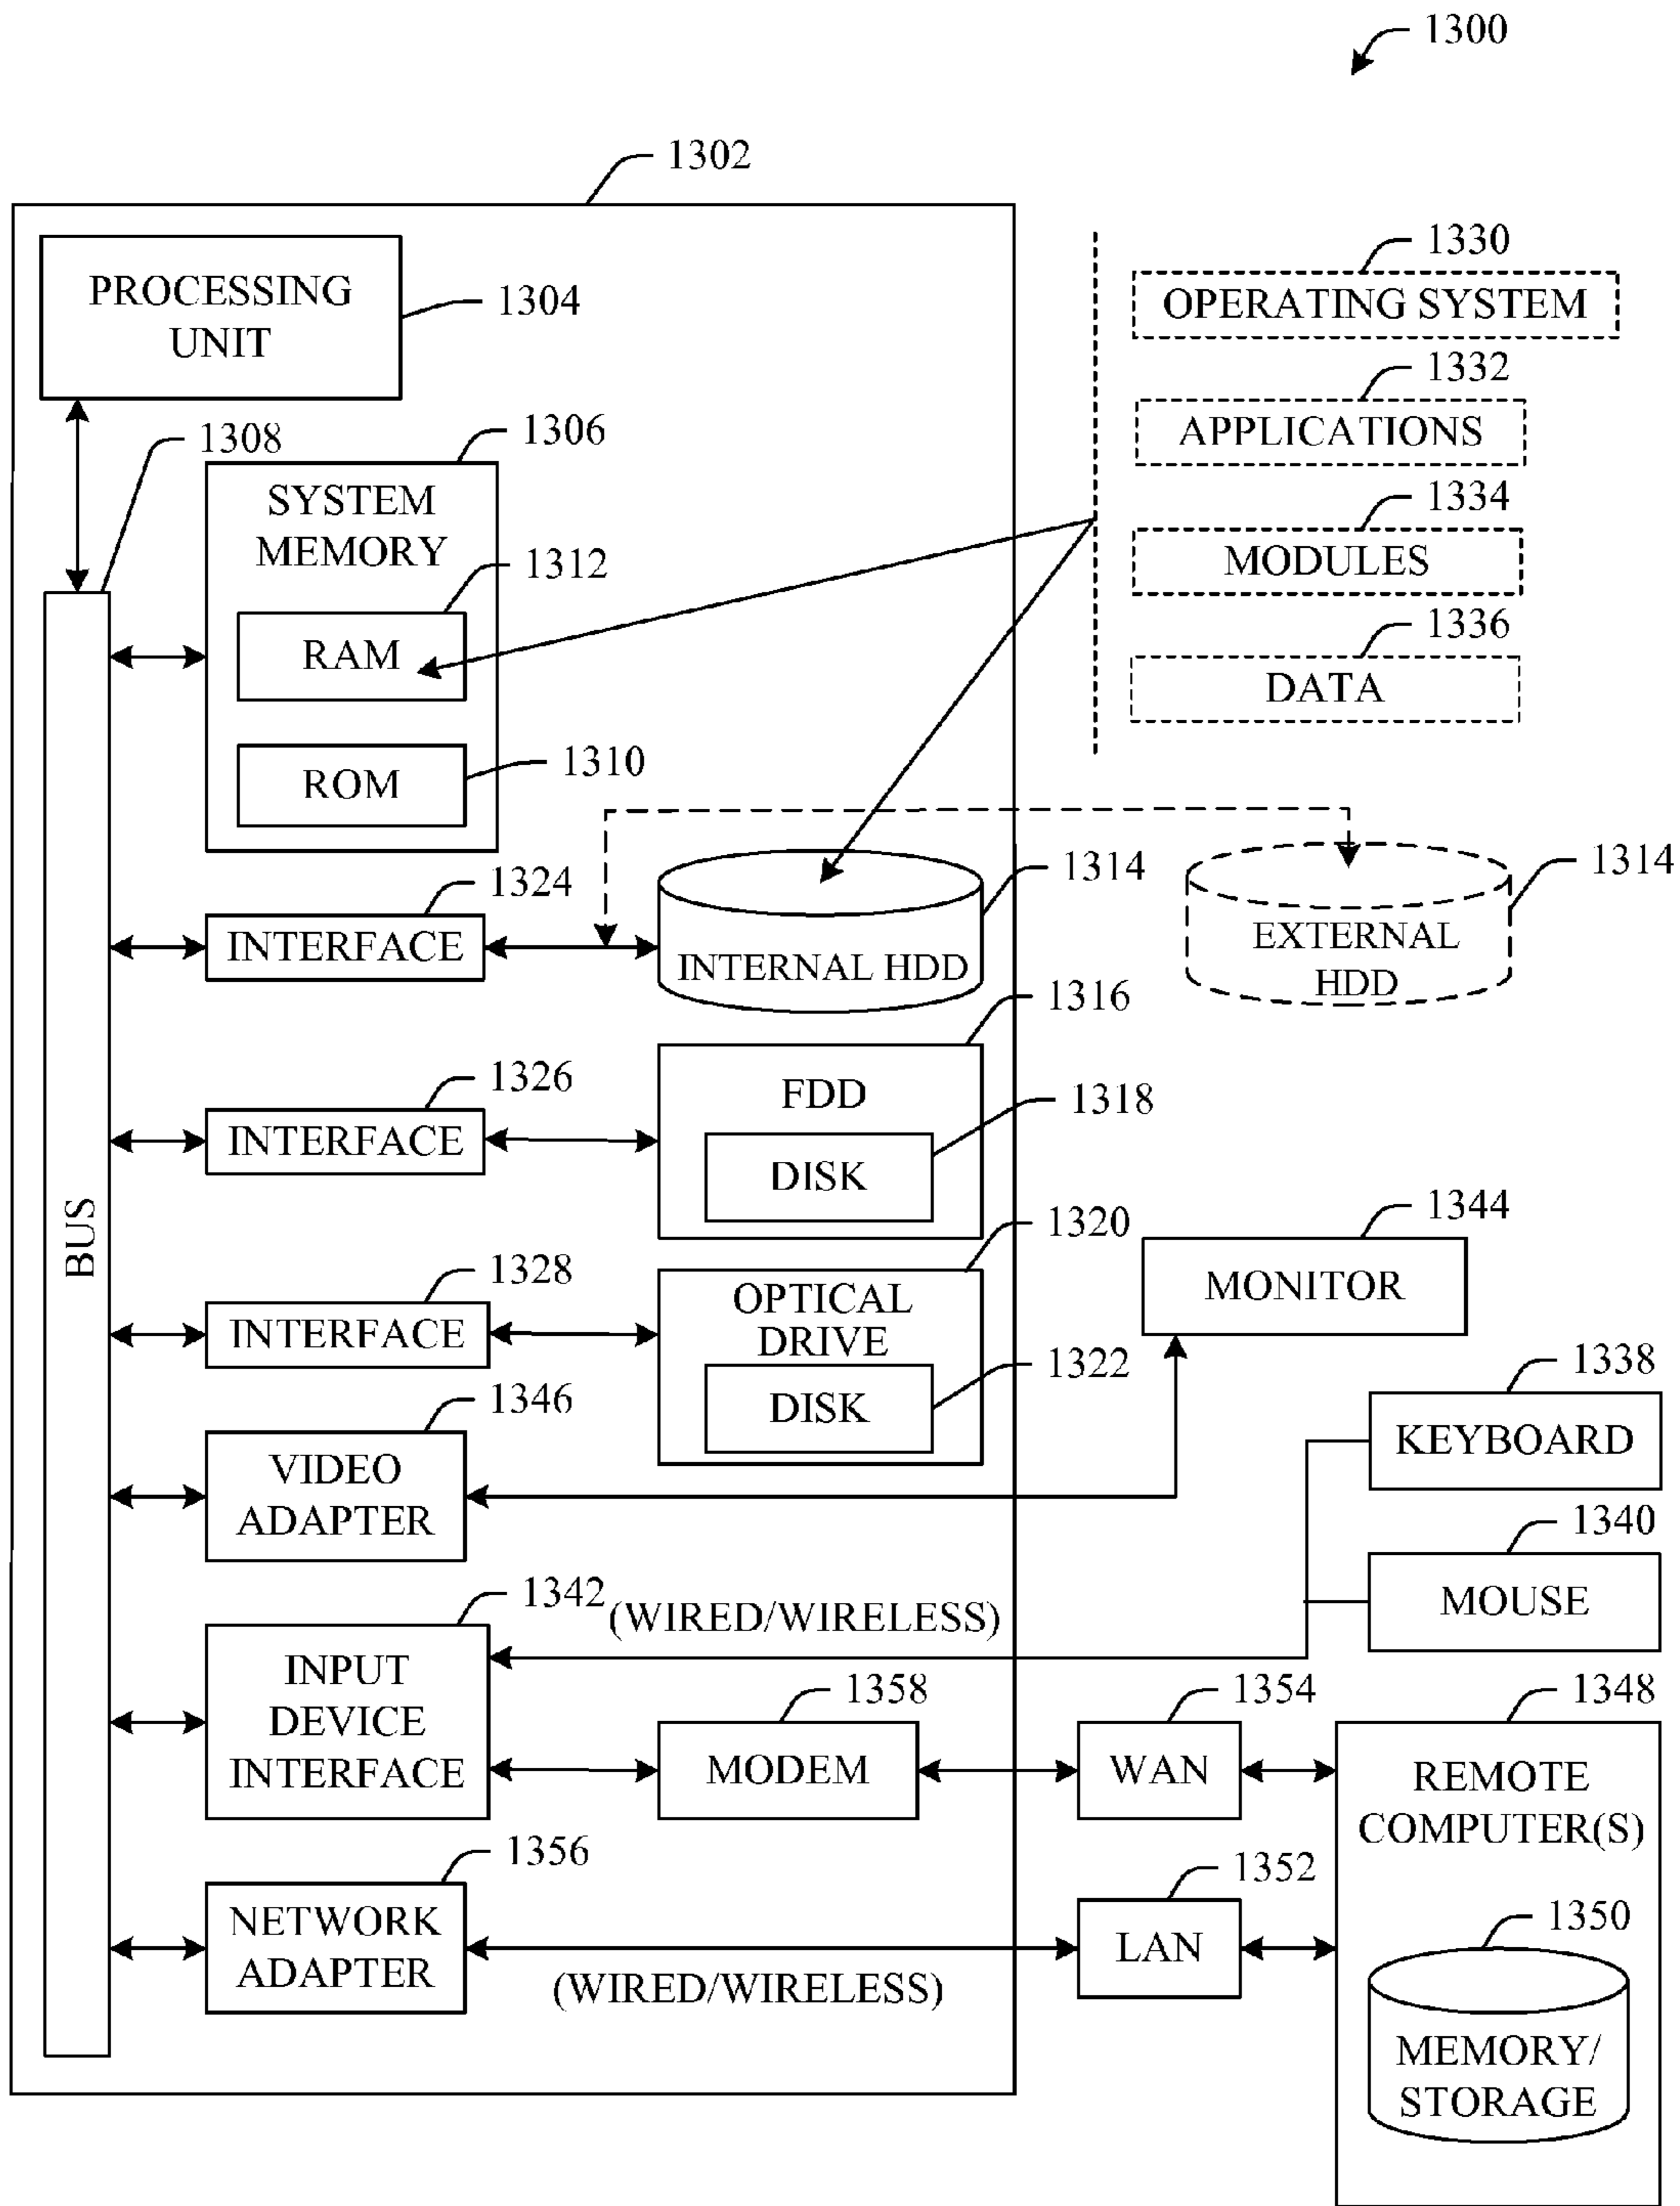 1300
1302
PROCESSING
UNIT
1304
1330
OPERATING SYSTEM
1332
APPLICATIONS
1334
MODULES
1336
DATA
1308
1306
SYSTEM
MEMORY
1312
RAM
1310
ROM
1324
INTERFACE
1314
INTERNAL HDD
1314
EXTERNAL
HDD
1316
FDD
1326
INTERFACE
1318
DISK
BUS
1320
OPTICAL
DRIVE
1328
INTERFACE
1322
DISK
1344
MONITOR
1346
VIDEO
ADAPTER
1338
KEYBOARD
1340
MOUSE
1342
(WIRED/WIRELESS)
INPUT
DEVICE
INTERFACE
1358
MODEM
1354
WAN
1348
REMOTE
COMPUTER(S)
1356
NETWORK
ADAPTER
(WIRED/WIRELESS)
1352
LAN
1350
MEMORY/
STORAGE